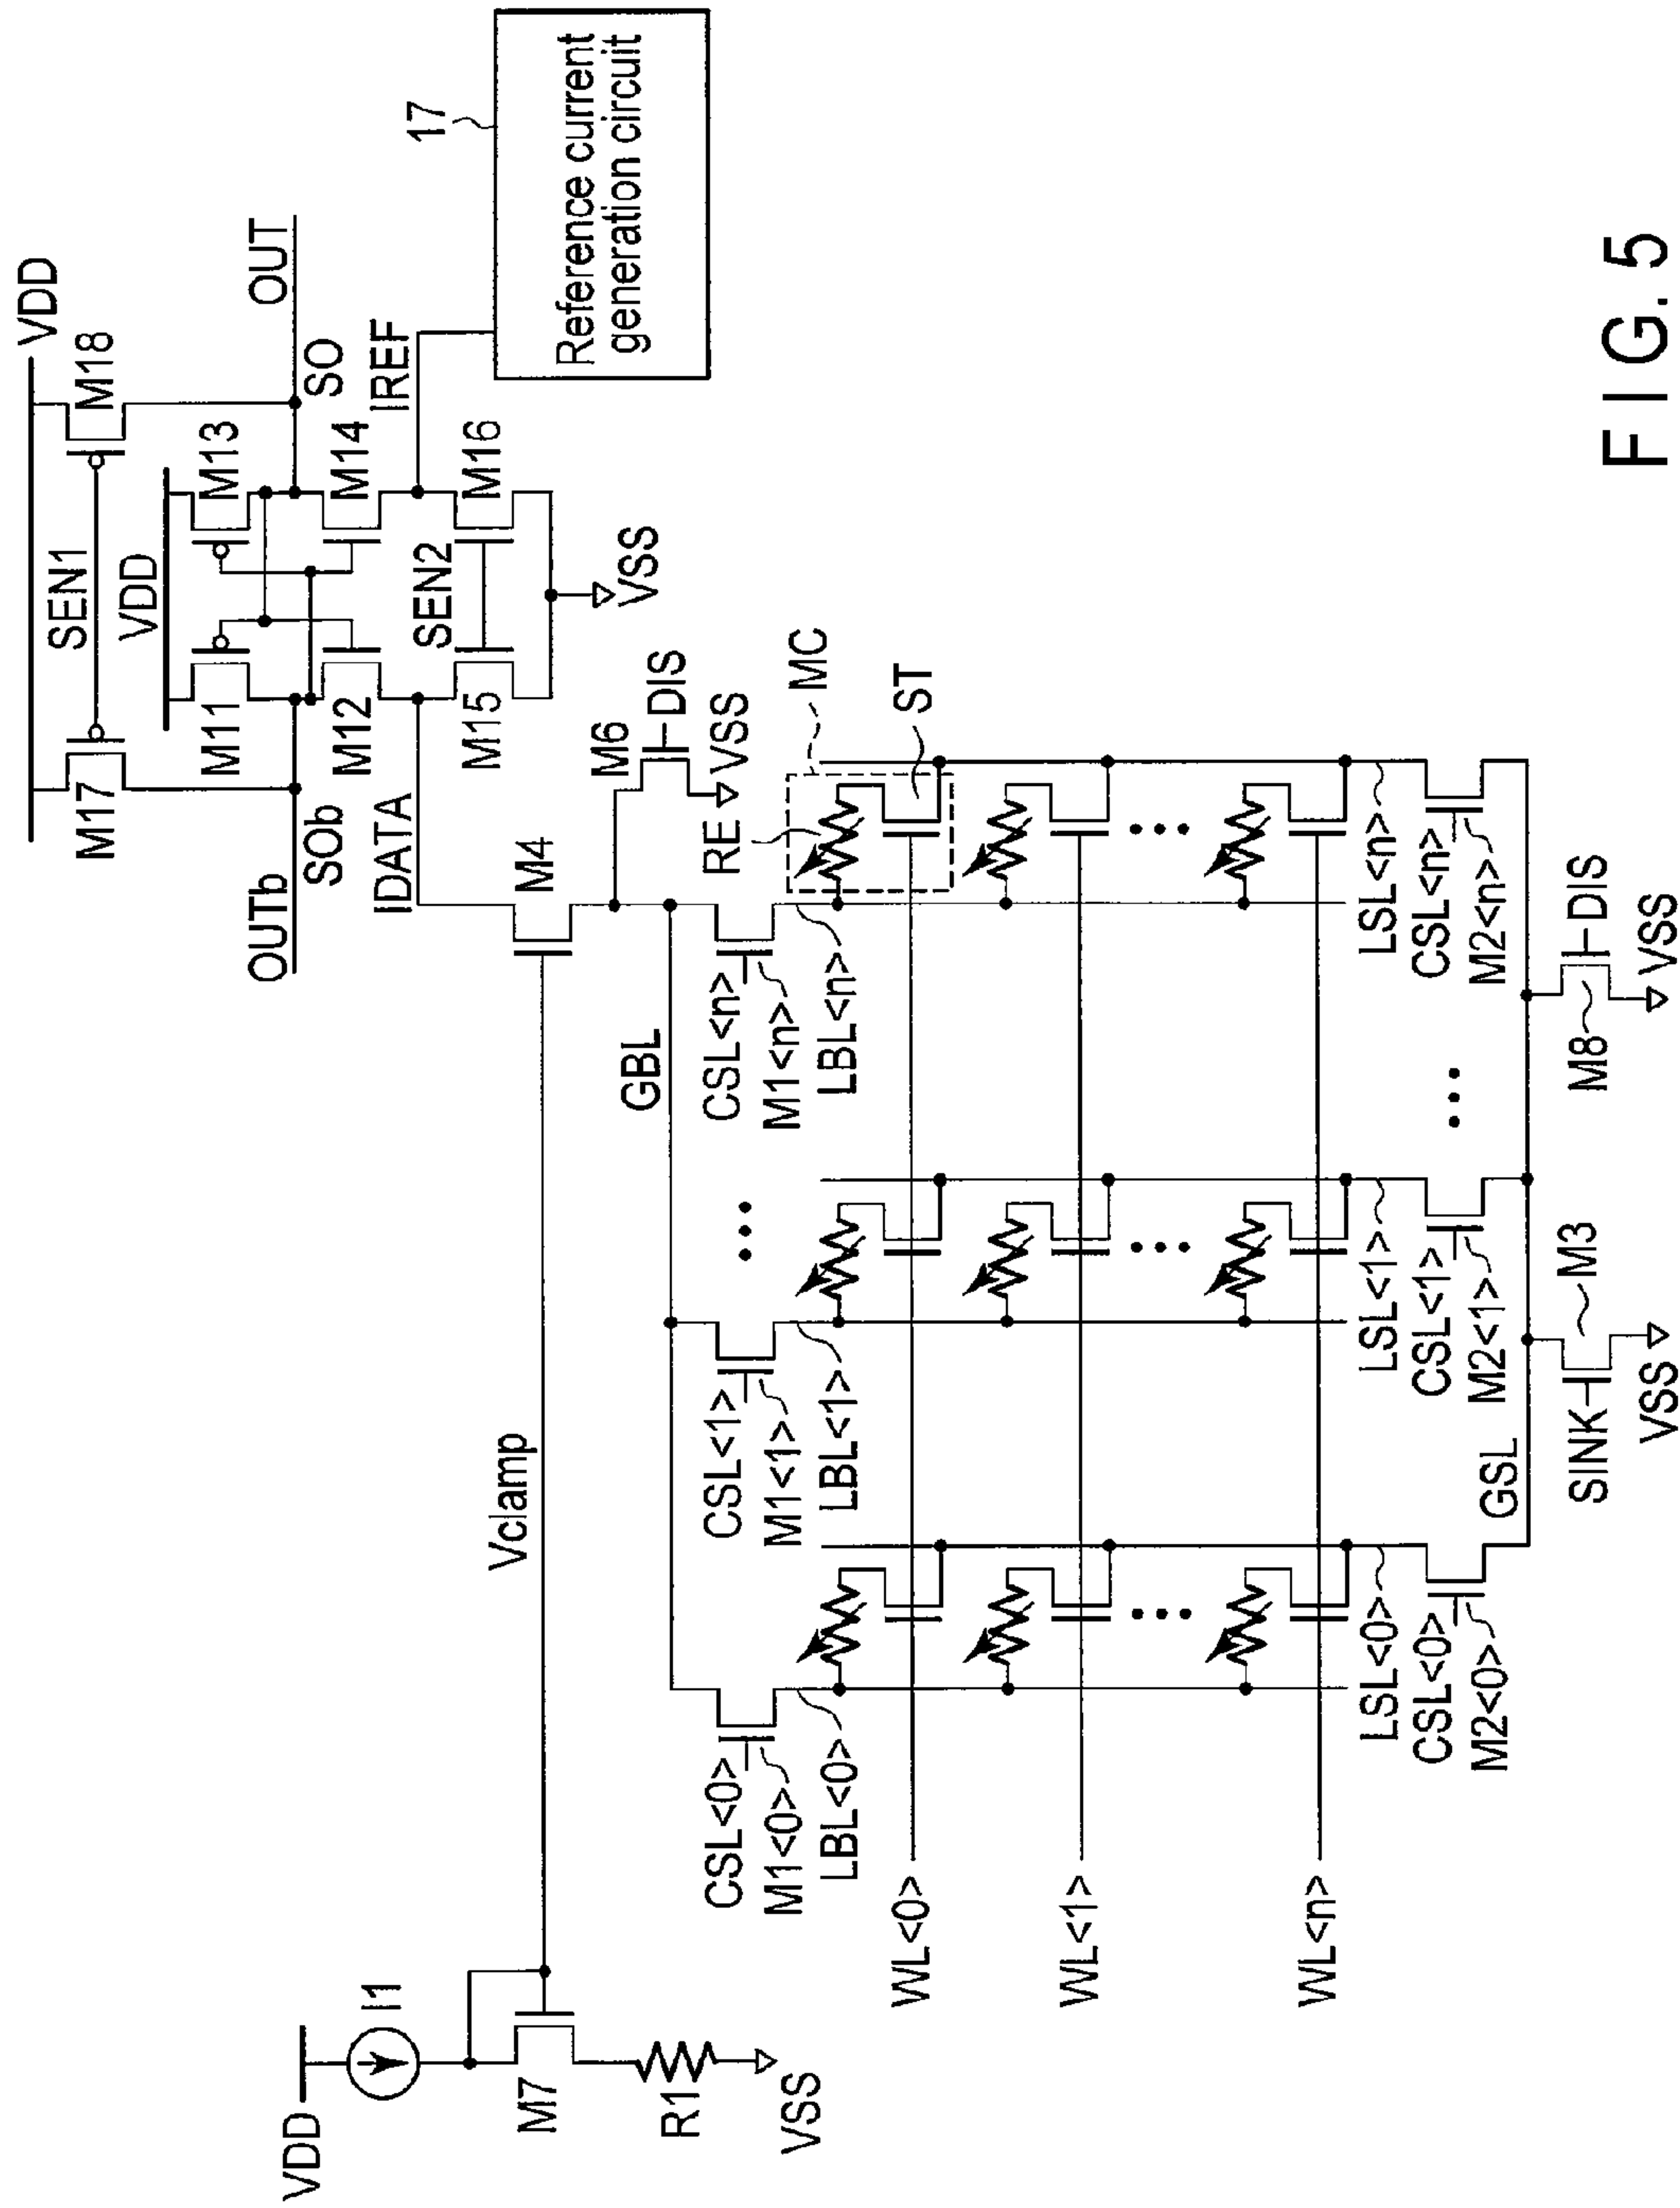 VDD
SEN1
M17
M18
VDD
M11
M13
OUTb
OUT
SOb
SO
M12
M14
IDATA
IREF
SEN2
M15
M16
VSS
17
Reference current
generation circuit
VDD
I1
M7
R1
VSS
Vclamp
M4
M6
DIS
VSS
GBL
CSL<0>
M1<0>
LBL<0>
CSL<1>
M1<1>
LBL<1>
CSL<n>
M1<n>
LBL<n>
RE
MC
ST
WL<0>
WL<1>
WL<n>
LSL<0>
CSL<0>
M2<0>
LSL<1>
CSL<1>
M2<1>
LSL<n>
CSL<n>
M2<n>
GSL
SINK
M3
VSS
M8
DIS
VSS
FIG. 5